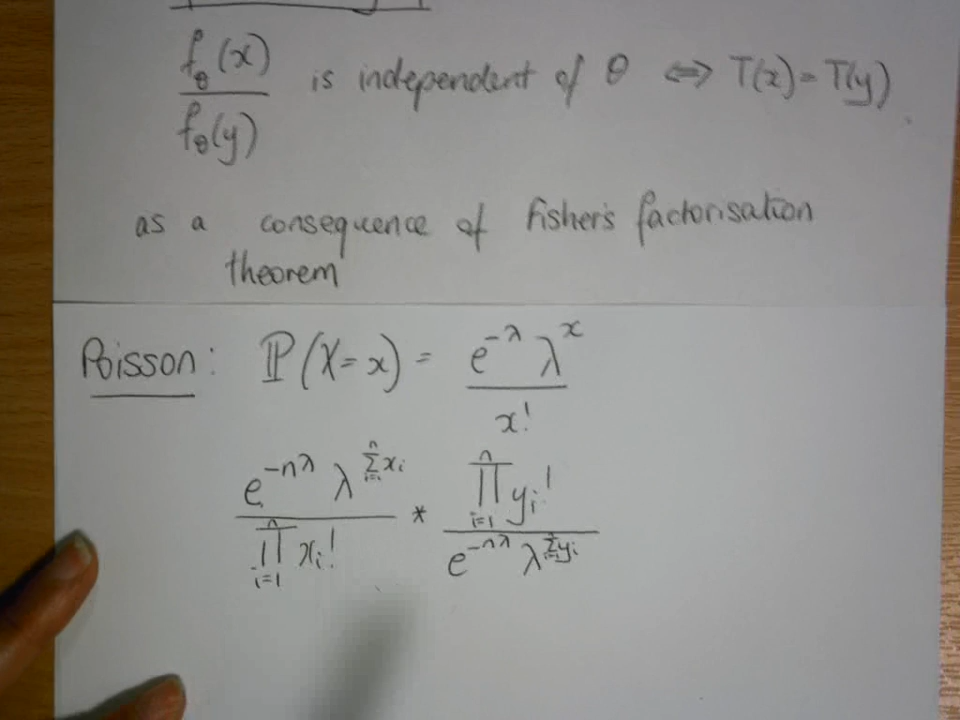 f_θ(x) / f_θ(y) is independent of θ ⇔ T(x) = T(y)
as a consequence of Fisher's factorisation
theorem
Poisson: ℙ(X=x) = e^{-λ} λ^x / x!
e^{-nλ} λ^{∑_{i=1}^{n} x_i} / ∏_{i=1}^{n} x_i! * ∏_{i=1}^{n} y_i! / e^{-nλ} λ^{∑_{i=1}^{n} y_i}